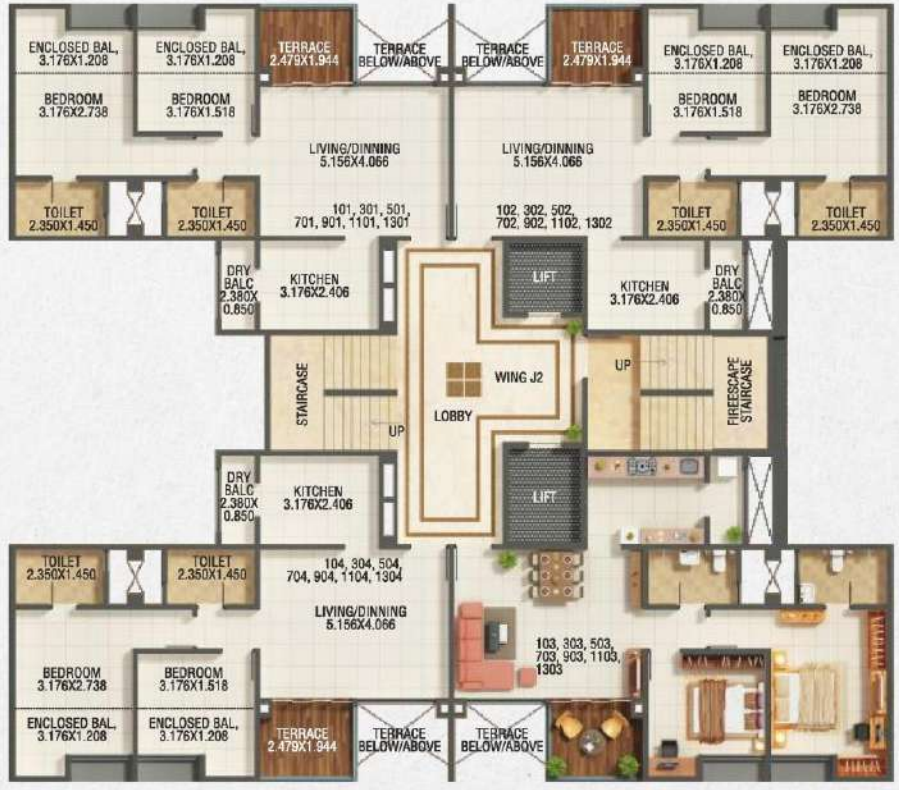 ENCLOSED BAL,
3.176X1.208
ENCLOSED BAL,
3.176X1.208
TERRACE
2.479X1.944
TERRACE
BELOW/ABOVE
TERRACE
BELOW/ABOVE
TERRACE
2.479X1.944
ENCLOSED BAL,
3.176X1.208
ENCLOSED BAL,
3.176X1.208
BEDROOM
3.176X2.738
BEDROOM
3.176X1.518
BEDROOM
3.176X1.518
BEDROOM
3.176X2.738
LIVING/DINNING
5.156X4.066
LIVING/DINNING
5.156X4.066
TOILET
2.350X1.450
TOILET
2.350X1.450
101, 301, 501,
701, 901, 1101, 1301
102, 302, 502,
702, 902, 1102, 1302
TOILET
2.350X1.450
TOILET
2.350X1.450
DRY
BALC
2.380X
0.850
KITCHEN
3.176X2.406
LIFT
KITCHEN
3.176X2.406
DRY
BALC
2.380X
0.850
STAIRCASE
UP
LOBBY
WING J2
UP
FIREESCAPE
STAIRCASE
DRY
BALC
2.380X
0.850
KITCHEN
3.176X2.406
LIFT
TOILET
2.350X1.450
TOILET
2.350X1.450
104, 304, 504,
704, 904, 1104, 1304
LIVING/DINNING
5.156X4.066
103, 303, 503,
703, 903, 1103,
1303
BEDROOM
3.176X2.738
BEDROOM
3.176X1.518
ENCLOSED BAL,
3.176X1.208
ENCLOSED BAL,
3.176X1.208
TERRACE
2.479X1.944
TERRACE
BELOW/ABOVE
TERRACE
BELOW/ABOVE